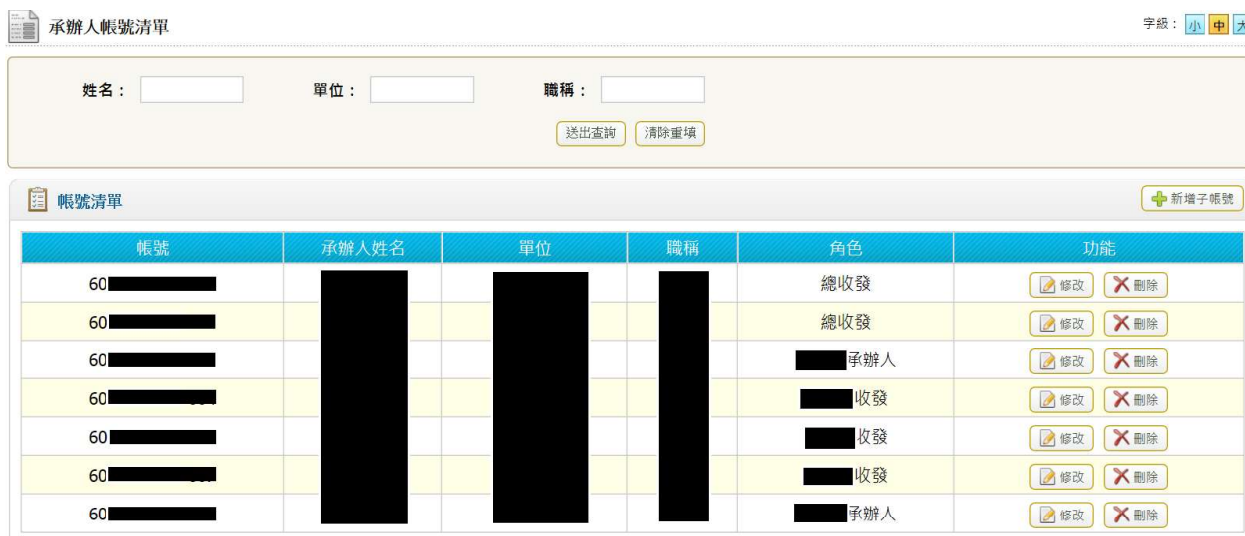 承辦人帳號清單 字級： 小 中 大
姓名： 單位： 職稱：
送出查詢 清除重填
帳號清單 新增子帳號
帳號 承辦人姓名 單位 職稱 角色 功能
60 總收發 修改 刪除
60 總收發 修改 刪除
60 承辦人 修改 刪除
60 收發 修改 刪除
60 收發 修改 刪除
60 收發 修改 刪除
60 承辦人 修改 刪除